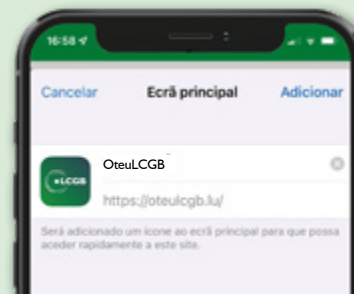 16:58
Cancelar Ecrã principal Adicionar
LCGB
OteuLCGB
https://oteulcgb.lu/
Será adicionado um ícone ao ecrã principal para que possa
aceder rapidamente a este site.